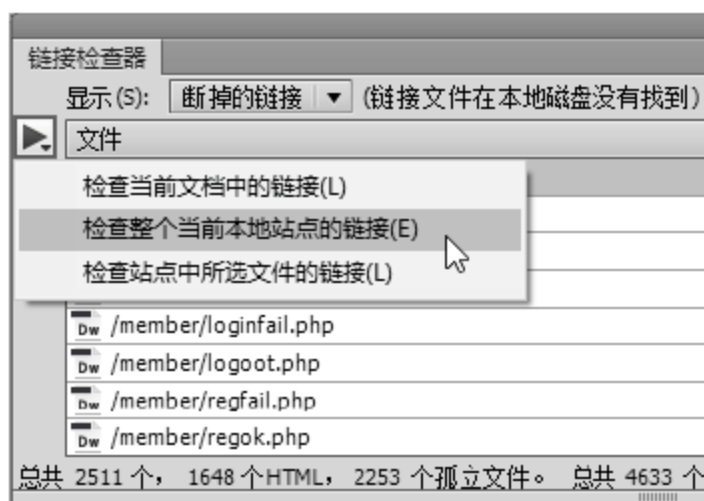 链接检查器
显示(S): 断掉的链接 (链接文件在本地磁盘没有找到)
文件
检查当前文档中的链接(L)
检查整个当前本地站点的链接(E)
检查站点中所选文件的链接(L)
Dw /member/loginfail.php
Dw /member/logoot.php
Dw /member/regfail.php
Dw /member/regok.php
总共 2511 个, 1648 个HTML, 2253 个孤立文件。 总共 4633 个